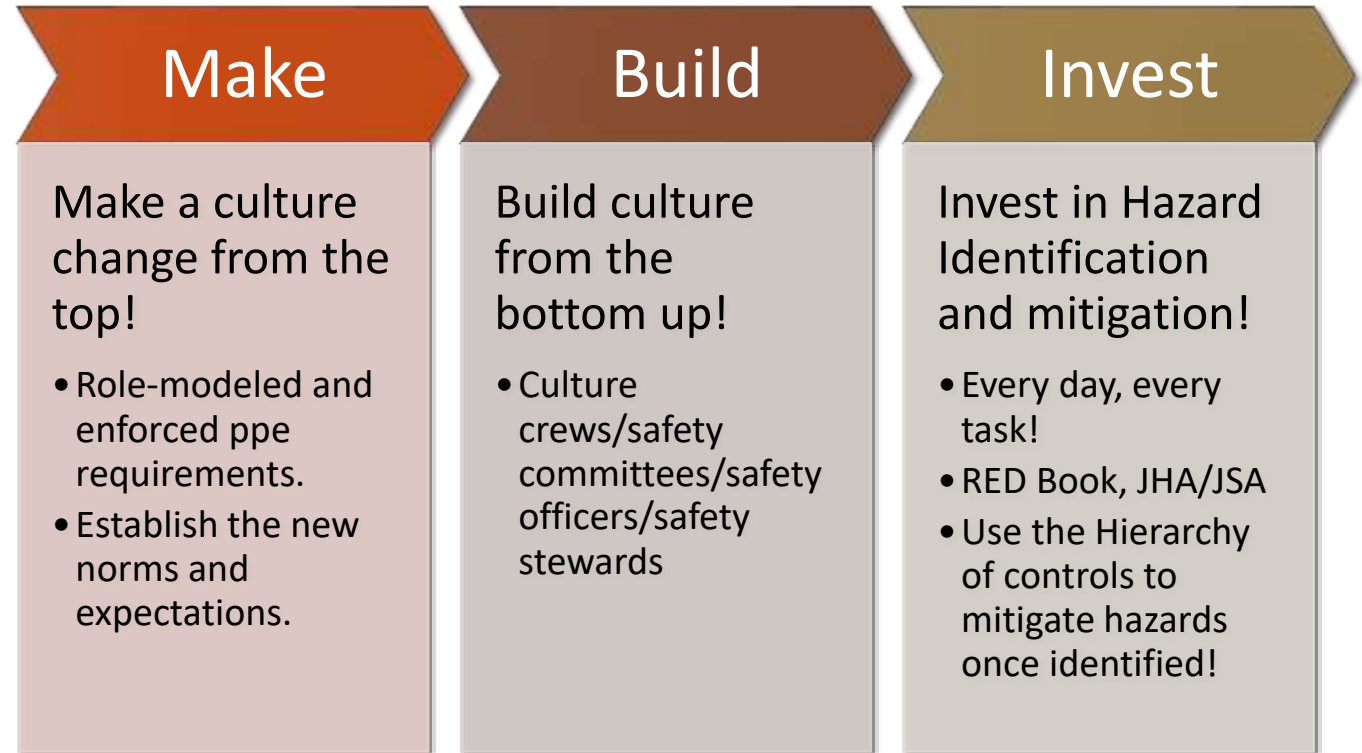 Make
Make a culture
change from the
top!
• Role-modeled and
enforced ppe
requirements.
• Establish the new
norms and
expectations.
Build
Build culture
from the
bottom up!
• Culture
crews/safety
committees/safety
officers/safety
stewards
Invest
Invest in Hazard
Identification
and mitigation!
• Every day, every
task!
• RED Book, JHA/JSA
• Use the Hierarchy
of controls to
mitigate hazards
once identified!